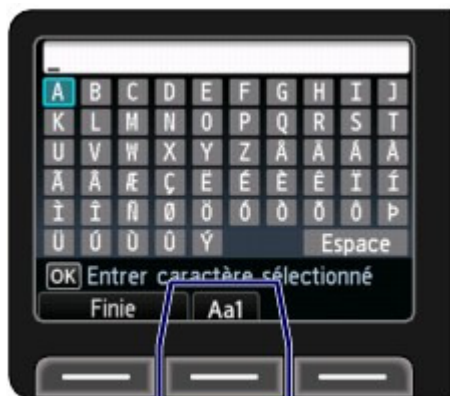 A B C D E F G H I J
K L M N O P Q R S T
U V W X Y Z
Æ Ç Ë É È Ê Ï Í
Ì Î Ñ Ø Ö Ó Ô Þ
Ü Ú Ù Û Ý Espace
OK Entrer caractère sélectionné
Finie Aa1